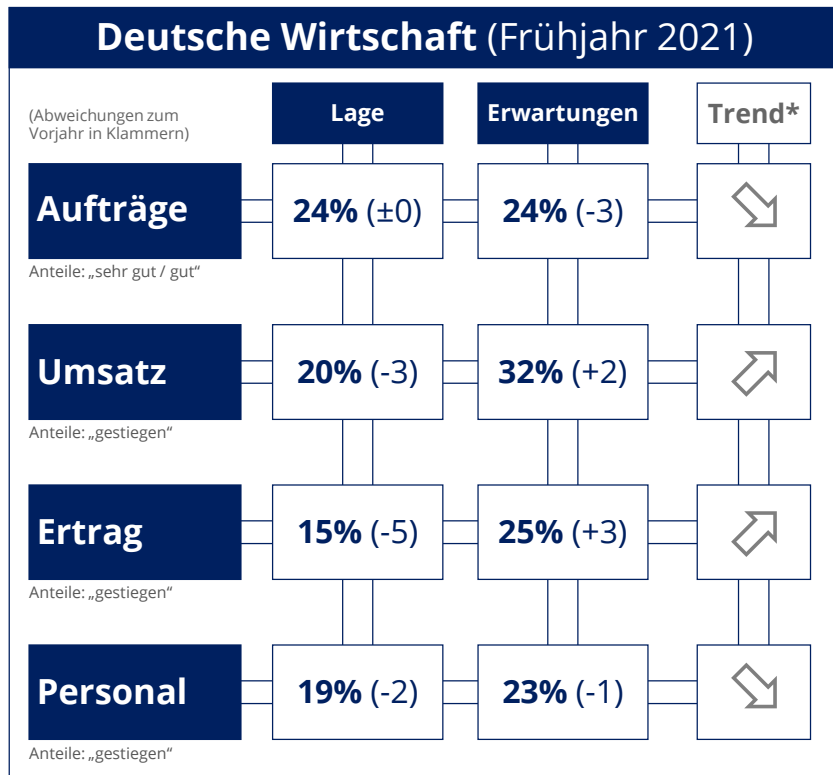 Deutsche Wirtschaft (Frühjahr 2021)
(Abweichungen zum
Vorjahr in Klammern)
Lage
Erwartungen
Trend*
Aufträge
24% (±0)
24% (-3)
Anteile: „sehr gut / gut“
Umsatz
20% (-3)
32% (+2)
Anteile: „gestiegen“
Ertrag
15% (-5)
25% (+3)
Anteile: „gestiegen“
Personal
19% (-2)
23% (-1)
Anteile: „gestiegen“